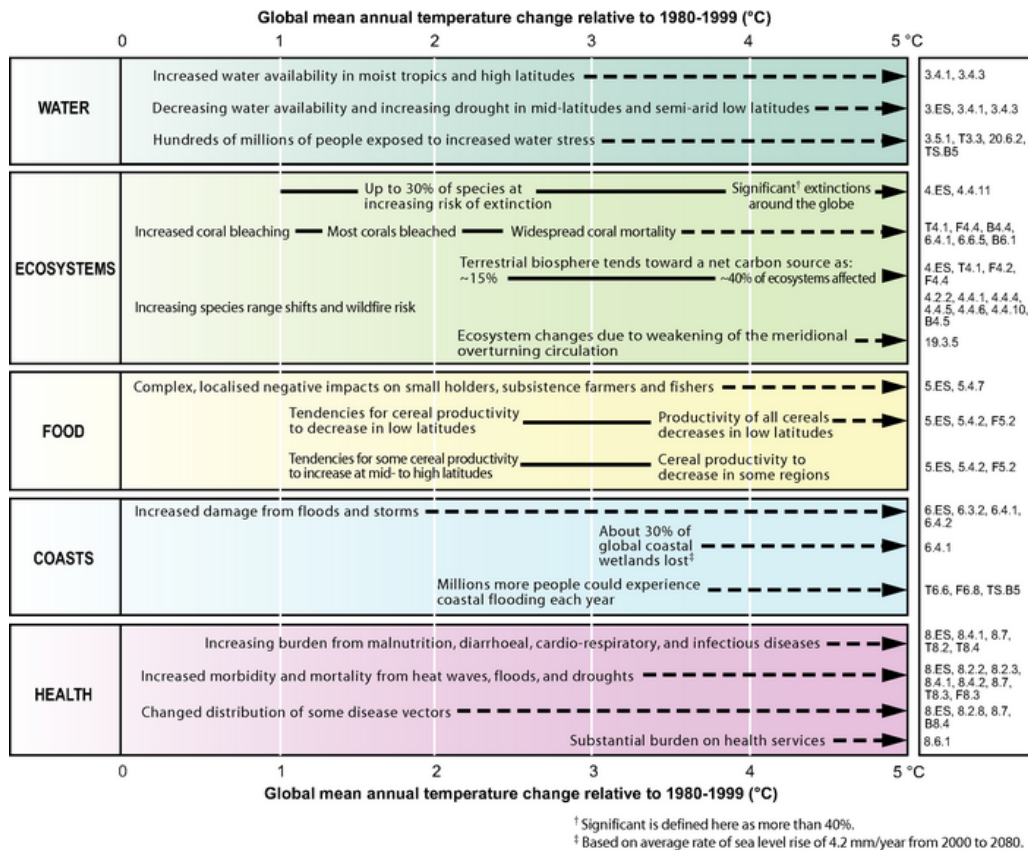 Global mean annual temperature change relative to 1980-1999 (°C)
0 1 2 3 4 5 °C
WATER
Increased water availability in moist tropics and high latitudes
3.4.1, 3.4.3
Decreasing water availability and increasing drought in mid-latitudes and semi-arid low latitudes
3.ES, 3.4.1, 3.4.3
Hundreds of millions of people exposed to increased water stress
3.5.1, T3.3, 20.6.2,
TS.B5
ECOSYSTEMS
Up to 30% of species at
increasing risk of extinction
Significant† extinctions
around the globe
4.ES, 4.4.11
Increased coral bleaching Most corals bleached Widespread coral mortality
T4.1, F4.4, B4.4,
6.4.1, 6.6.5, B6.1
Terrestrial biosphere tends toward a net carbon source as:
~15% ~40% of ecosystems affected
4.ES, T4.1, F4.2,
F4.4
Increasing species range shifts and wildfire risk
4.2.2, 4.4.1, 4.4.4,
4.4.5, 4.4.6, 4.4.10,
B4.5
Ecosystem changes due to weakening of the meridional
overturning circulation
19.3.5
FOOD
Complex, localised negative impacts on small holders, subsistence farmers and fishers
5.ES, 5.4.7
Tendencies for cereal productivity
to decrease in low latitudes
Productivity of all cereals
decreases in low latitudes
5.ES, 5.4.2, F5.2
Tendencies for some cereal productivity
to increase at mid- to high latitudes
Cereal productivity to
decrease in some regions
5.ES, 5.4.2, F5.2
COASTS
Increased damage from floods and storms
6.ES, 6.3.2, 6.4.1,
6.4.2
About 30% of
global coastal
wetlands lost‡
6.4.1
Millions more people could experience
coastal flooding each year
T6.6, F6.8, TS.B5
HEALTH
Increasing burden from malnutrition, diarrhoeal, cardio-respiratory, and infectious diseases
8.ES, 8.4.1, 8.7,
T8.2, T8.4
Increased morbidity and mortality from heat waves, floods, and droughts
8.ES, 8.2.2, 8.2.3,
8.4.1, 8.4.2, 8.7,
T8.3, F8.3
Changed distribution of some disease vectors
8.ES, 8.2.8, 8.7,
B8.4
Substantial burden on health services
8.6.1
0 1 2 3 4 5 °C
Global mean annual temperature change relative to 1980-1999 (°C)
† Significant is defined here as more than 40%.
‡ Based on average rate of sea level rise of 4.2 mm/year from 2000 to 2080.